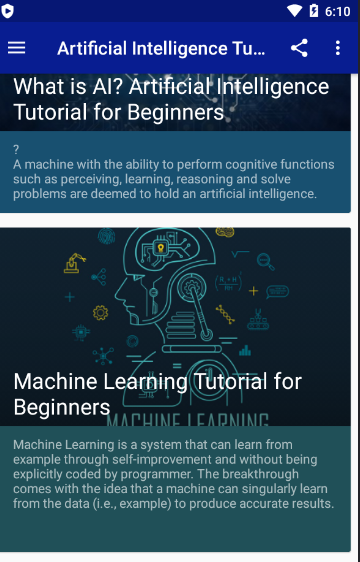 6:10
Artificial Intelligence Tu...
What is AI? Artificial Intelligence
Tutorial for Beginners
?
A machine with the ability to perform cognitive functions
such as perceiving, learning, reasoning and solve
problems are deemed to hold an artificial intelligence.
Machine Learning Tutorial for
Beginners
MACHINE LEARNING
Machine Learning is a system that can learn from
example through self-improvement and without being
explicitly coded by programmer. The breakthrough
comes with the idea that a machine can singularly learn
from the data (i.e., example) to produce accurate results.